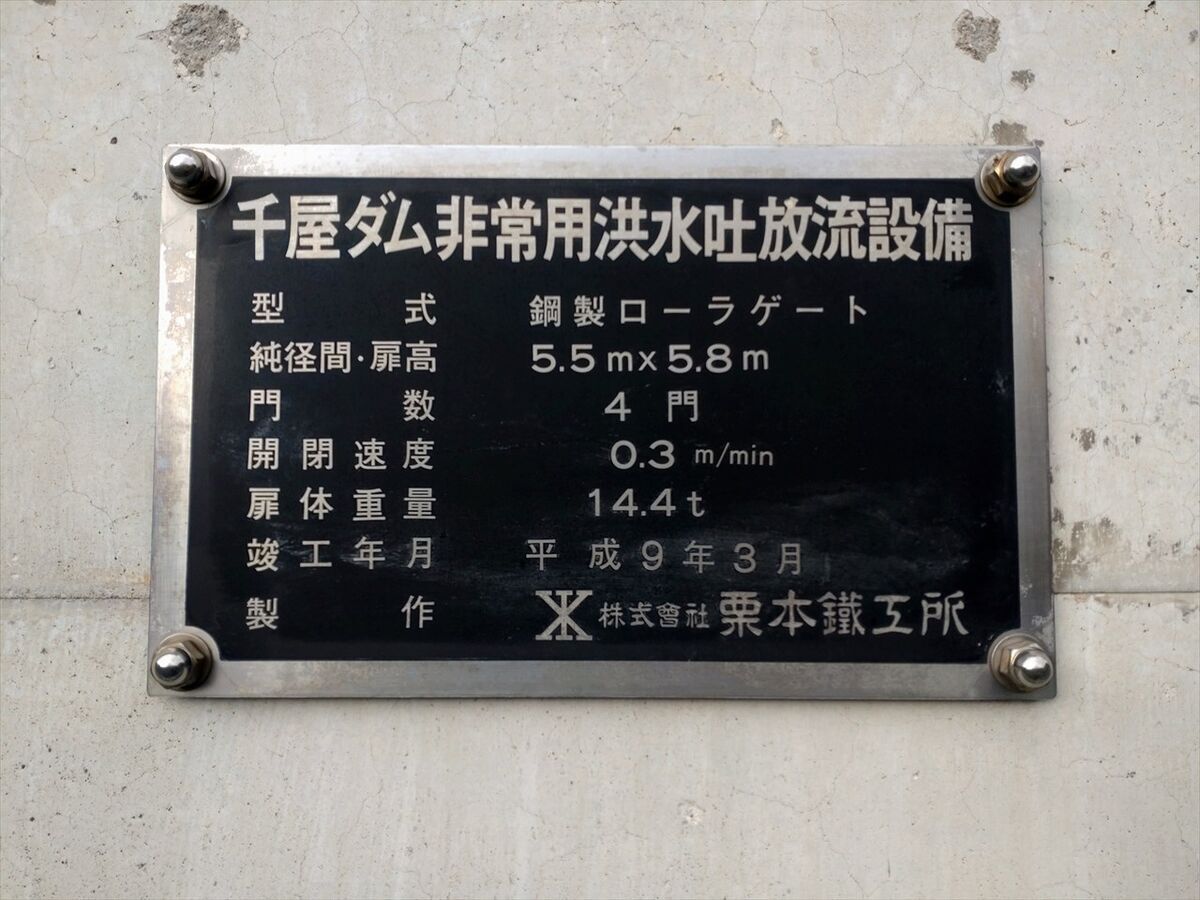 千屋ダム非常用洪水吐放流設備
型式 鋼製ローラゲート
純径間・扉高 5.5m×5.8m
門数 4門
開閉速度 0.3 m/min
扉体重量 14.4t
竣工年月 平成9年3月
製作 株式會社 栗本鐵工所